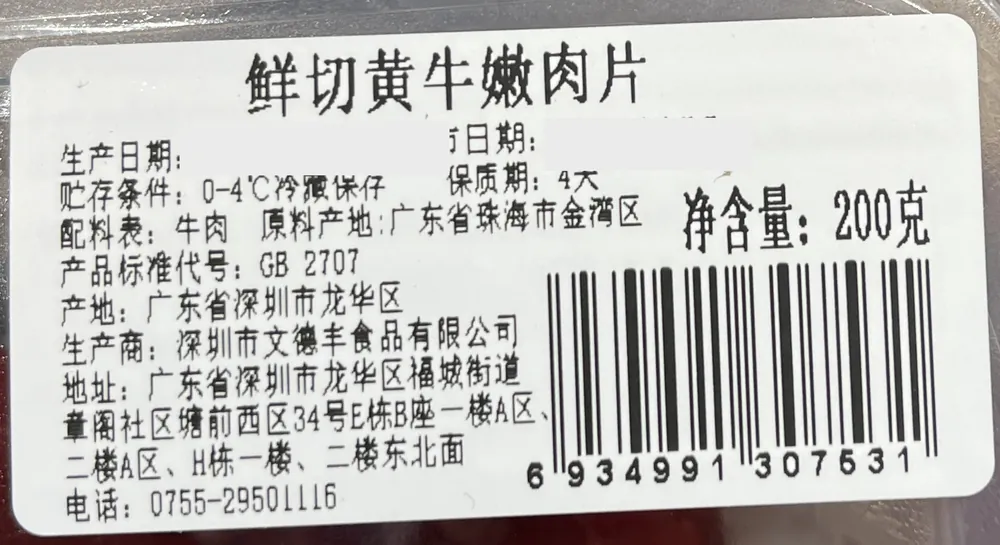 鲜切黄牛嫩肉片
生产日期:
日期:
贮存条件: 0-4℃冷藏保存
保质期: 4天
配料表: 牛肉 原料产地:广东省珠海市金湾区
净含量: 200克
产品标准代号: GB 2707
产地: 广东省深圳市龙华区
生产商: 深圳市文德丰食品有限公司
地址: 广东省深圳市龙华区福城街道
章阁社区塘前西区34号E栋B座一楼A区、
二楼A区、H栋一楼、二楼东北面
电话: 0755-29501116
6 934991 307531